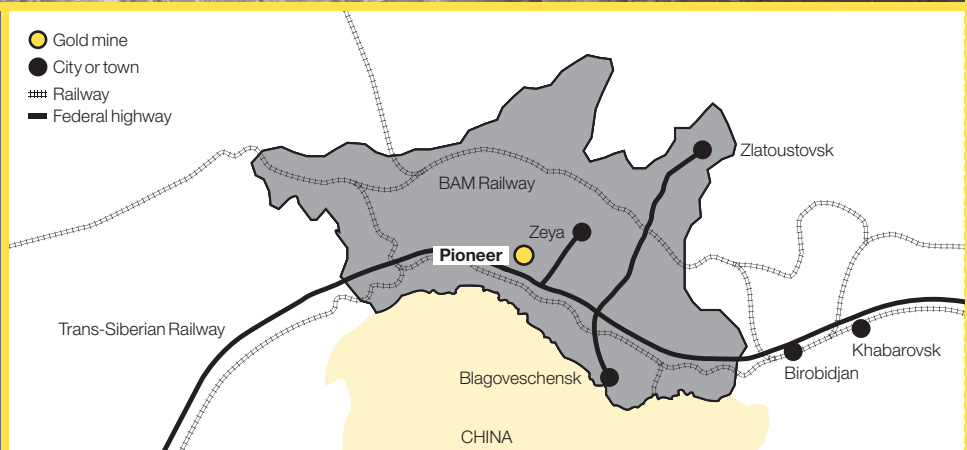 Gold mine
City or town
Railway
Federal highway
Zlatoustovsk
BAM Railway
Zeya
Pioneer
Trans-Siberian Railway
Khabarovsk
Birobidjan
Blagoveschensk
CHINA